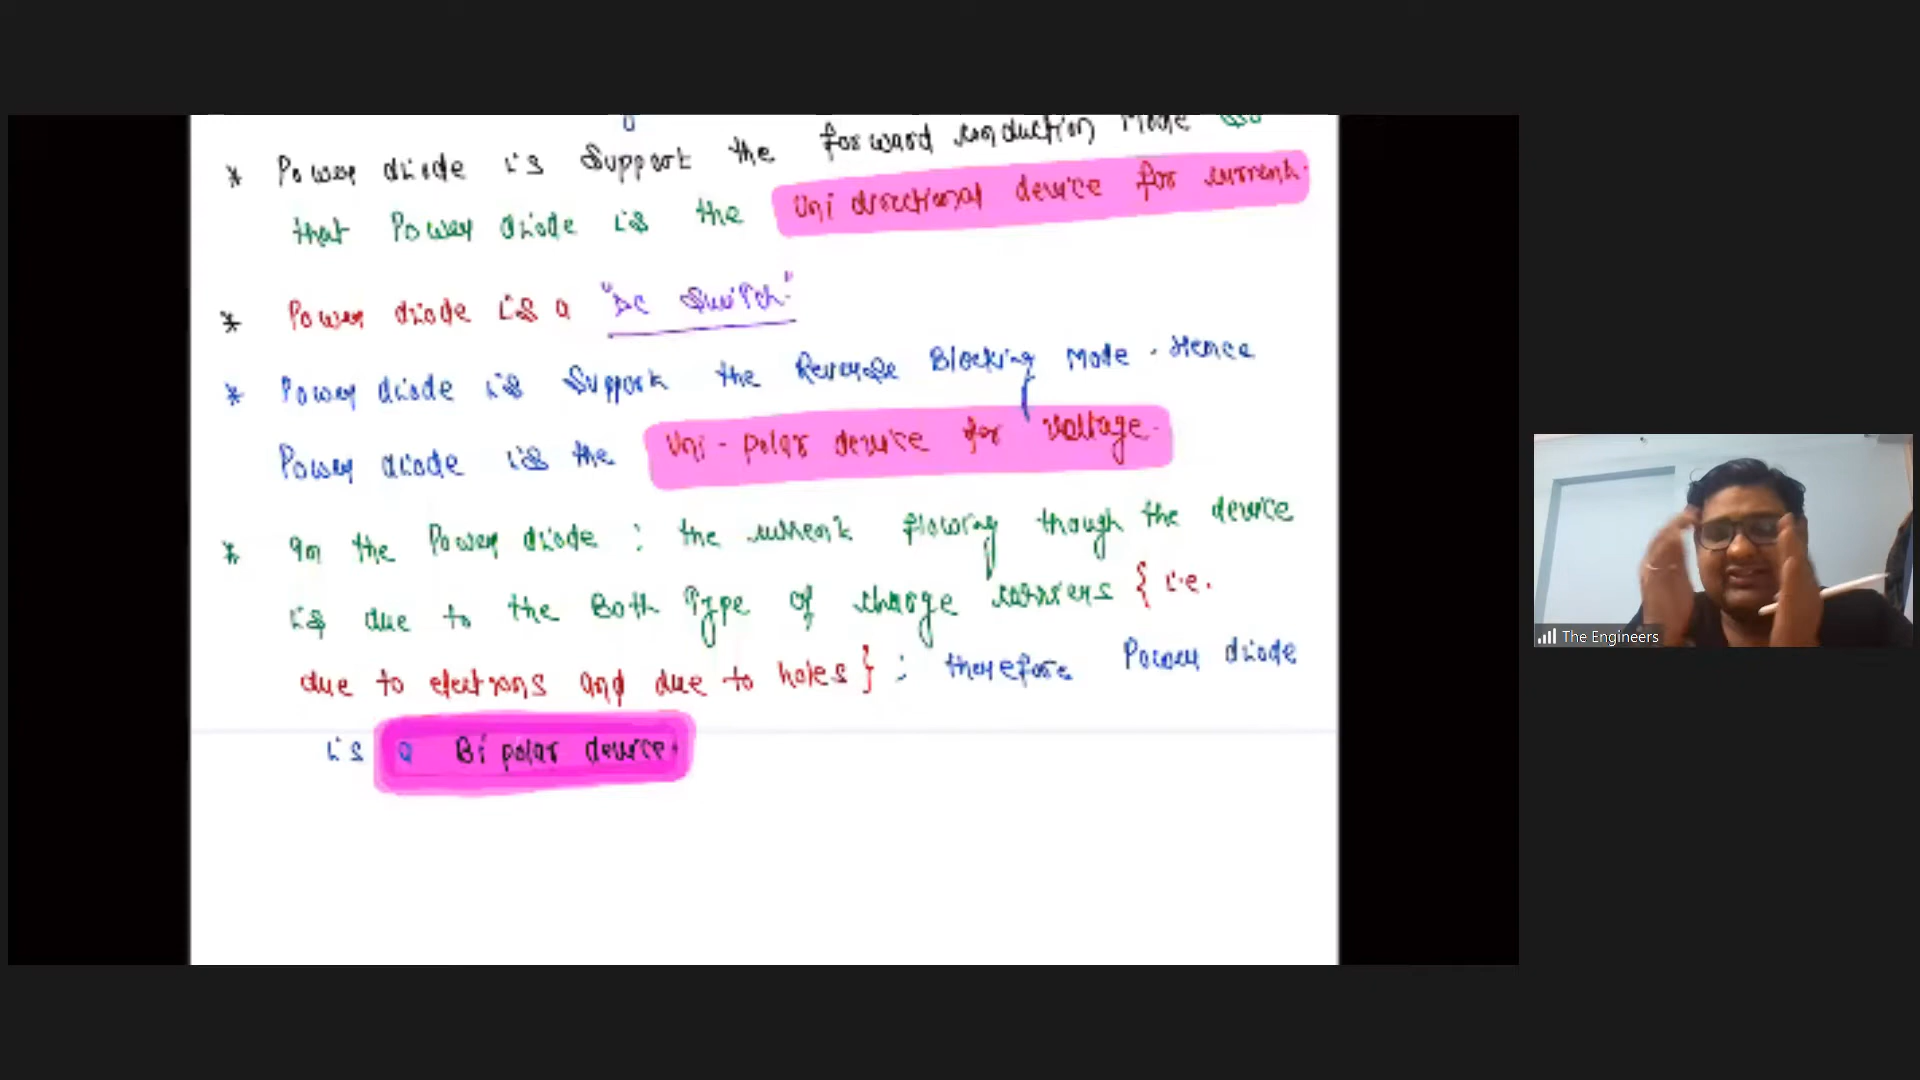 * Power diode is Support the forward conduction Mode so
that Power diode is the Uni directional device for current.
* Power diode is a "DC Switch."
* Power diode is Support the Reverse Blocking Mode. Hence
Power diode is the Uni-polar device for voltage.
* In the Power diode : the current flowing though the device
is due to the Both Type of charge carriers { i.e.
due to electrons and due to holes } : therefore Power diode
is a Bipolar device.
The Engineers